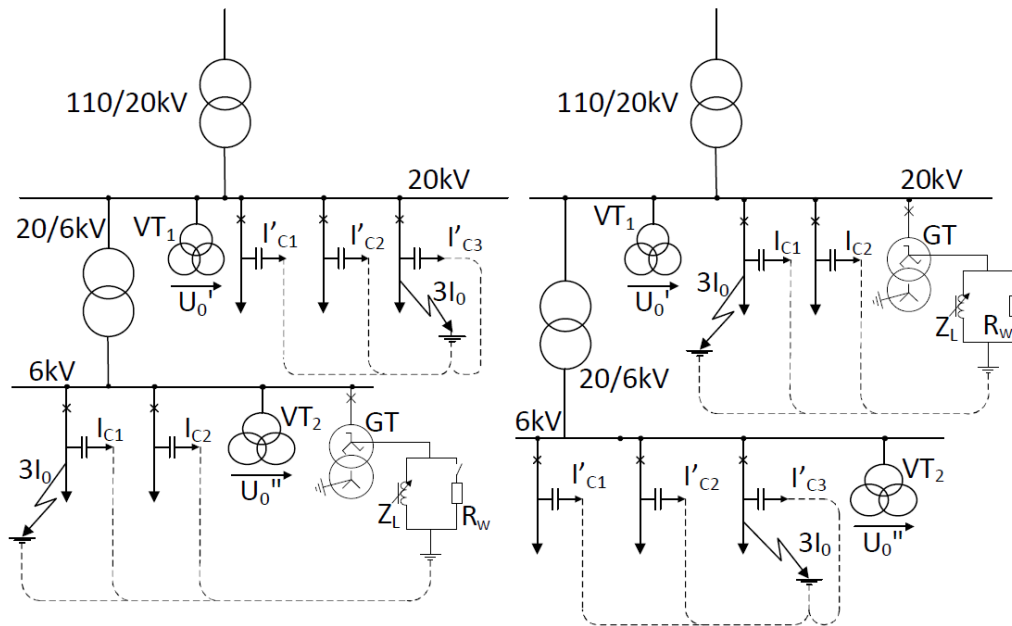 110/20kV
20kV
20/6kV
VT1
U0'
I'C1
I'C2
I'C3
3I0
6kV
IC1
IC2
3I0
VT2
U0"
GT
ZL
Rw
110/20kV
20kV
VT1
U0'
IC1
IC2
GT
3I0
ZL
Rw
20/6kV
6kV
I'C1
I'C2
I'C3
VT2
3I0
U0"